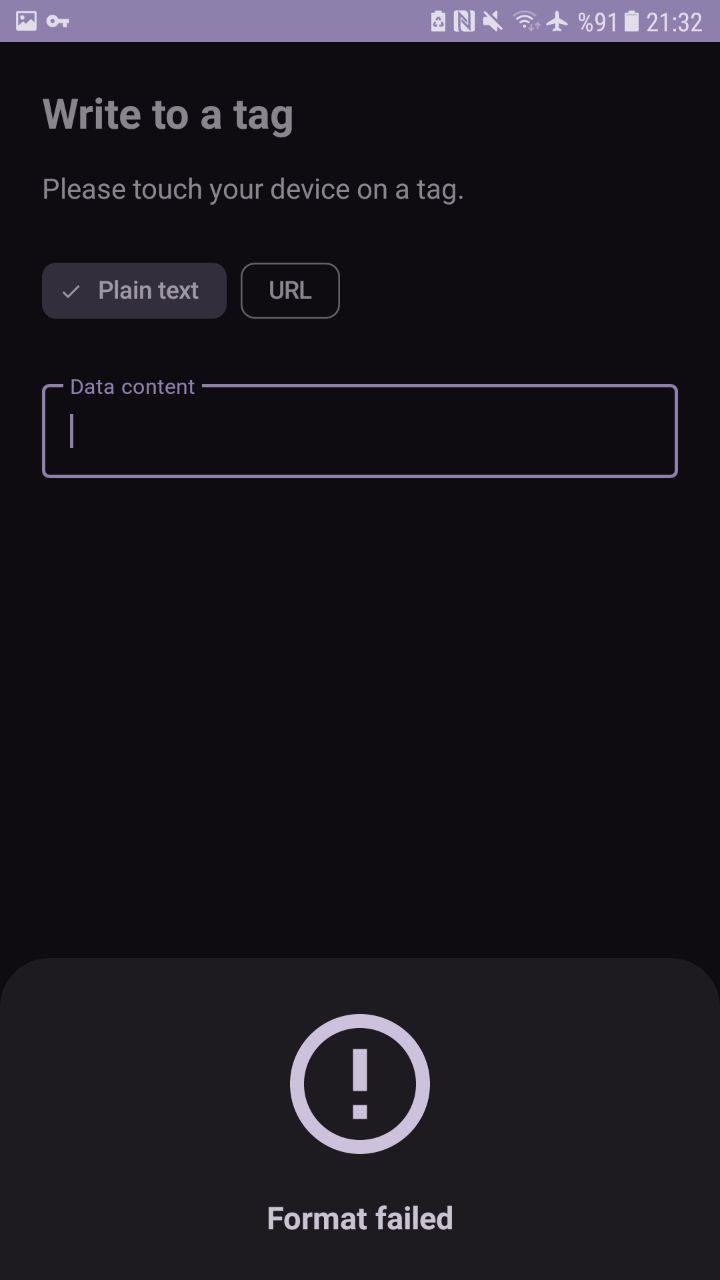 %91 21:32
Write to a tag
Please touch your device on a tag.
Plain text URL
Data content
Format failed